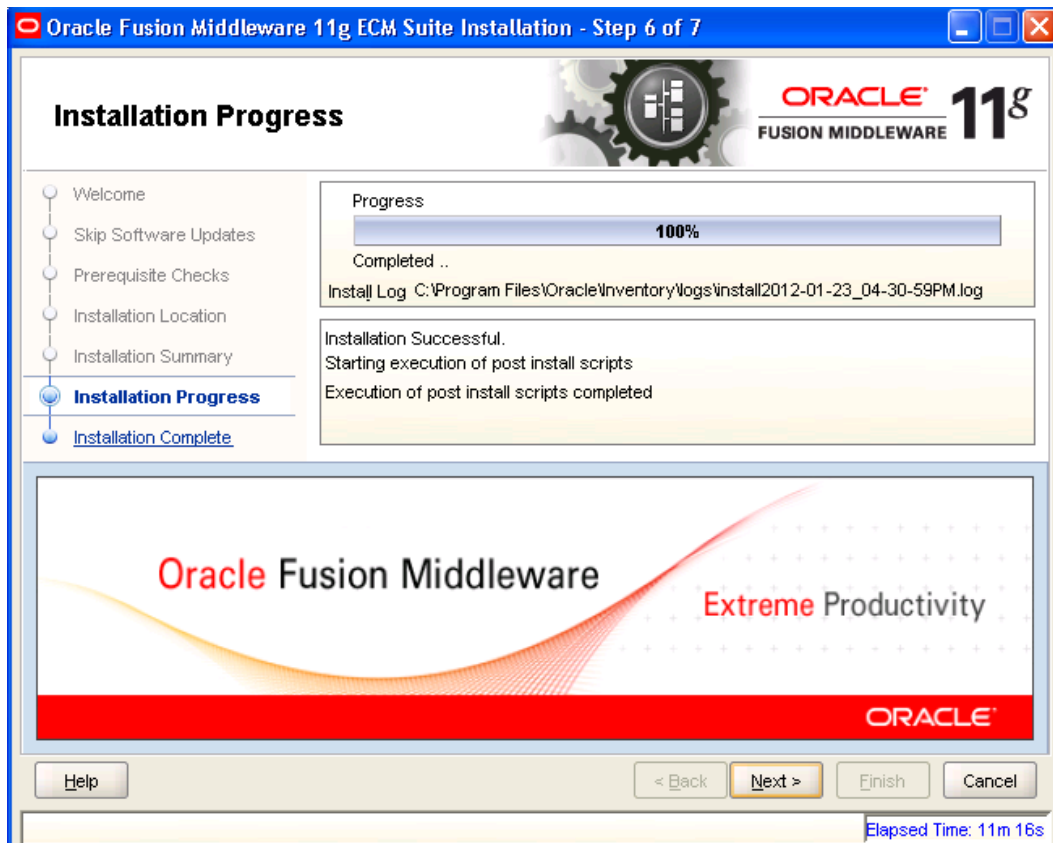 Oracle Fusion Middleware 11g ECM Suite Installation - Step 6 of 7
Installation Progress
ORACLE
FUSION MIDDLEWARE
11g
Welcome
Skip Software Updates
Prerequisite Checks
Installation Location
Installation Summary
Installation Progress
Installation Complete
Progress
100%
Completed ..
Install Log C:\Program Files\Oracle\Inventory\logs\install2012-01-23_04-30-59PM.log
Installation Successful.
Starting execution of post install scripts
Execution of post install scripts completed
Oracle Fusion Middleware
Extreme Productivity
ORACLE
Help
< Back
Next >
Finish
Cancel
Elapsed Time: 11m 16s